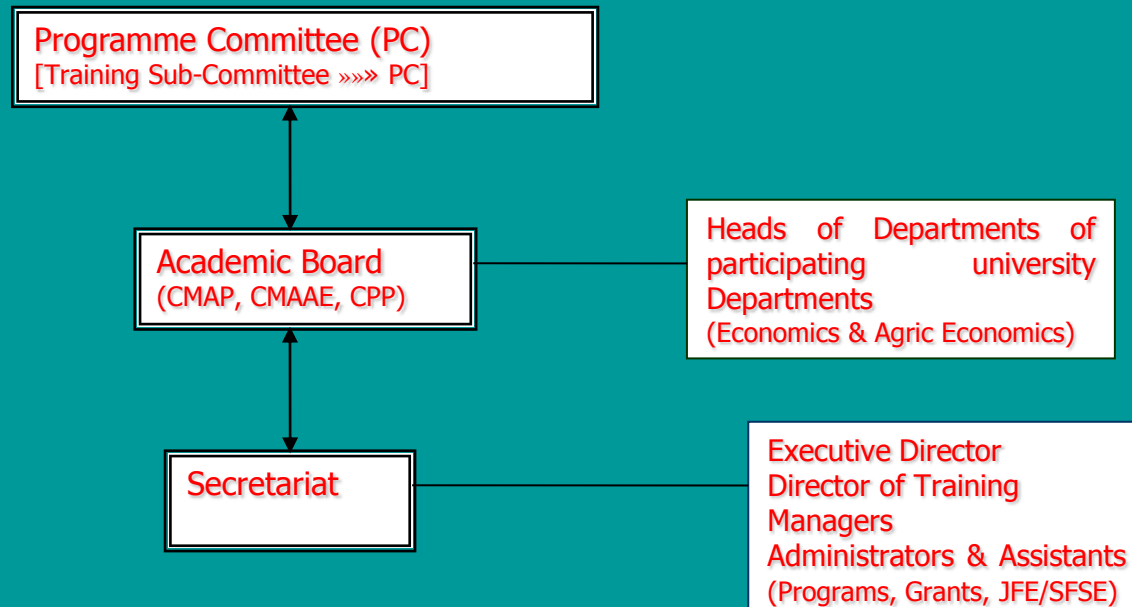 Programme Committee (PC)
[Training Sub-Committee »»» PC]
Academic Board
(CMAP, CMAAE, CPP)
Heads of Departments of
participating university
Departments
(Economics & Agric Economics)
Secretariat
Executive Director
Director of Training
Managers
Administrators & Assistants
(Programs, Grants, JFE/SFSE)